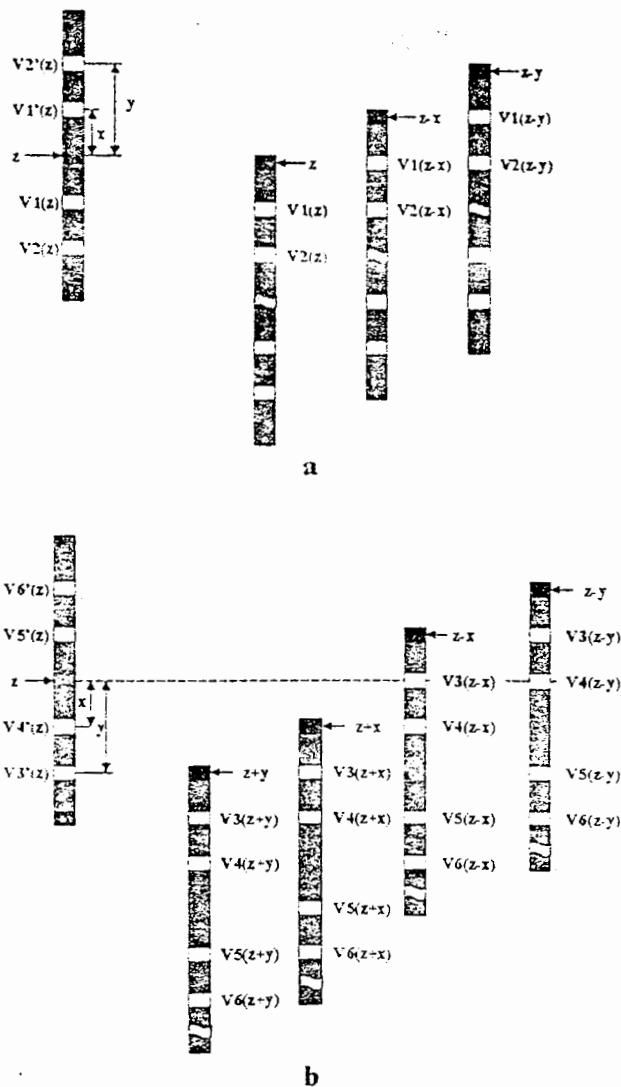 V2'(z)
y
z-y
V1'(z)
x
z-x
V1(z-y)
z
z
V1(z-x)
V2(z-y)
V1(z)
V1(z)
V2(z-x)
V2(z)
V2(z)
a
V6'(z)
z-y
V5'(z)
z-x
V3(z-y)
z
V3(z-x)
V4(z-y)
x
y
V4'(z)
z+x
V4(z-x)
V3'(z)
z+y
V3(z+x)
V5(z-y)
V3(z+y)
V4(z+x)
V5(z-x)
V6(z-y)
V4(z+y)
V6(z-x)
V5(z+x)
V5(z+y)
V6(z+x)
V6(z+y)
b